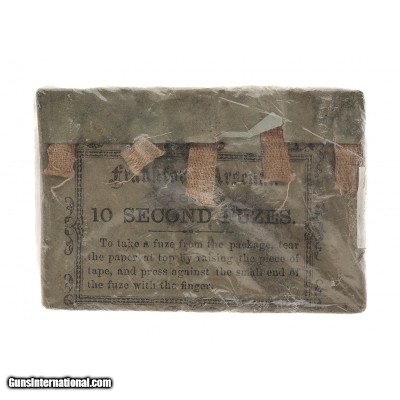 Frankford Arsenal
10 SECOND FUZES.
To take a fuze from the package, tear
the paper at top by raising the piece of
tape, and press against the small end of
the fuze with the finger.
GunsInternational.com